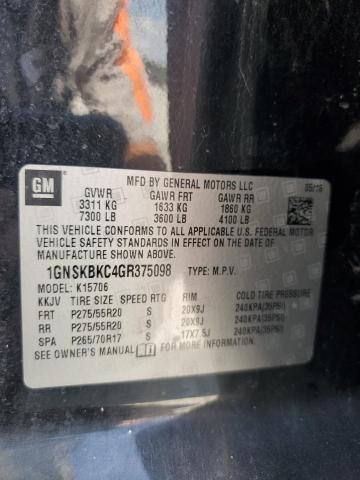 GM
MFD BY GENERAL MOTORS LLC 05/16
GVWR GAWR FRT GAWR RR
3311 KG 1633 KG 1860 KG
7300 LB 3600 LB 4100 LB
THIS VEHICLE CONFORMS TO ALL APPLICABLE U.S. FEDERAL MOTOR
VEHICLE SAFETY STANDARDS IN EFFECT ON THE DATE OF
MANUFACTURE SHOWN ABOVE.
1GNSKBKC4GR375098 TYPE: M.P.V.
MODEL: K15706
KKJV TIRE SIZE SPEED RTG RIM COLD TIRE PRESSURE
FRT P275/55R20 S 20X9J 240KPA(35PSI)
RR P275/55R20 S 20X9J 240KPA(35PSI)
SPA P265/70R17 S 17X7.5J 240KPA(35PSI)
SEE OWNER'S MANUAL